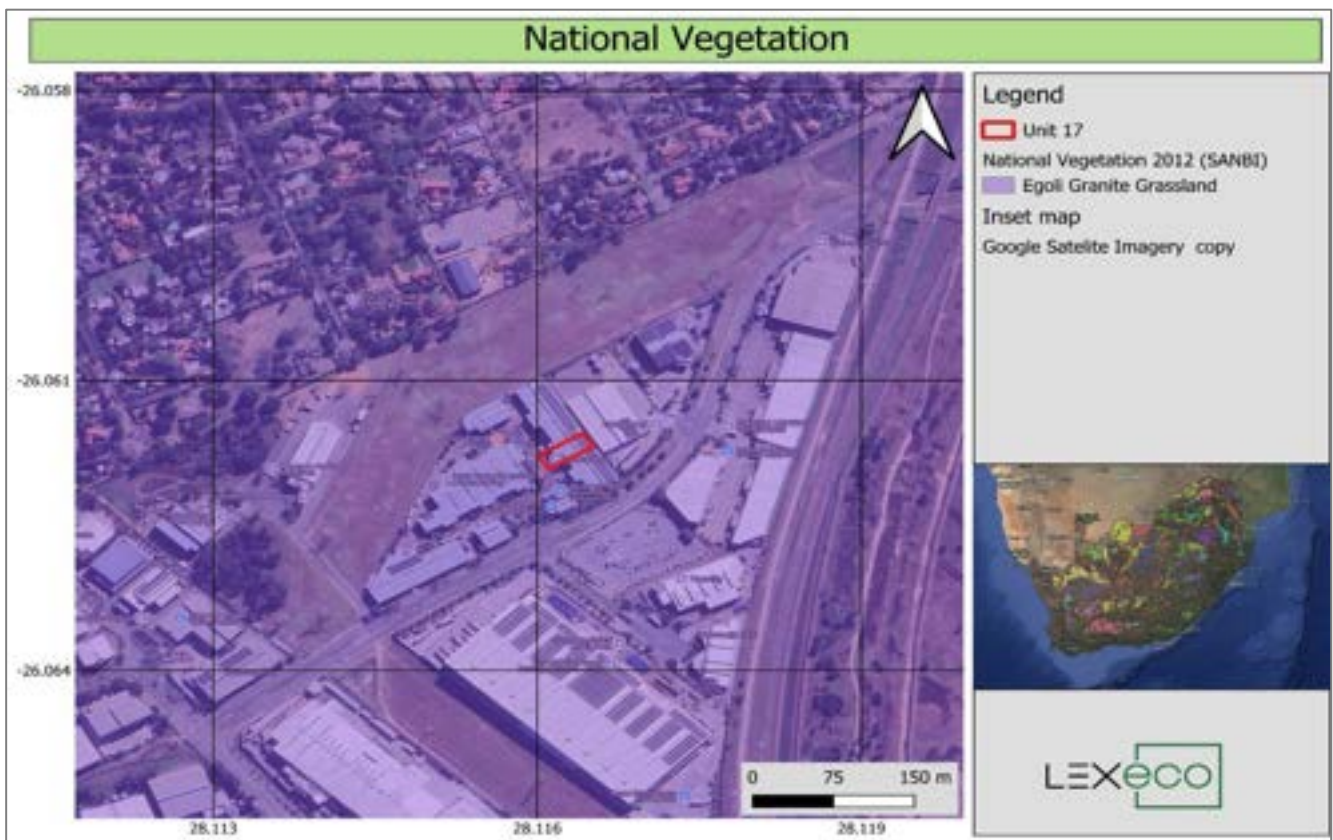 National Vegetation
-26.058
-26.061
-26.064
28.113
28.116
28.119
0 75 150 m
Legend
Unit 17
National Vegetation 2012 (SANBI)
Egoli Granite Grassland
Inset map
Google Satelite Imagery copy
LEXeco